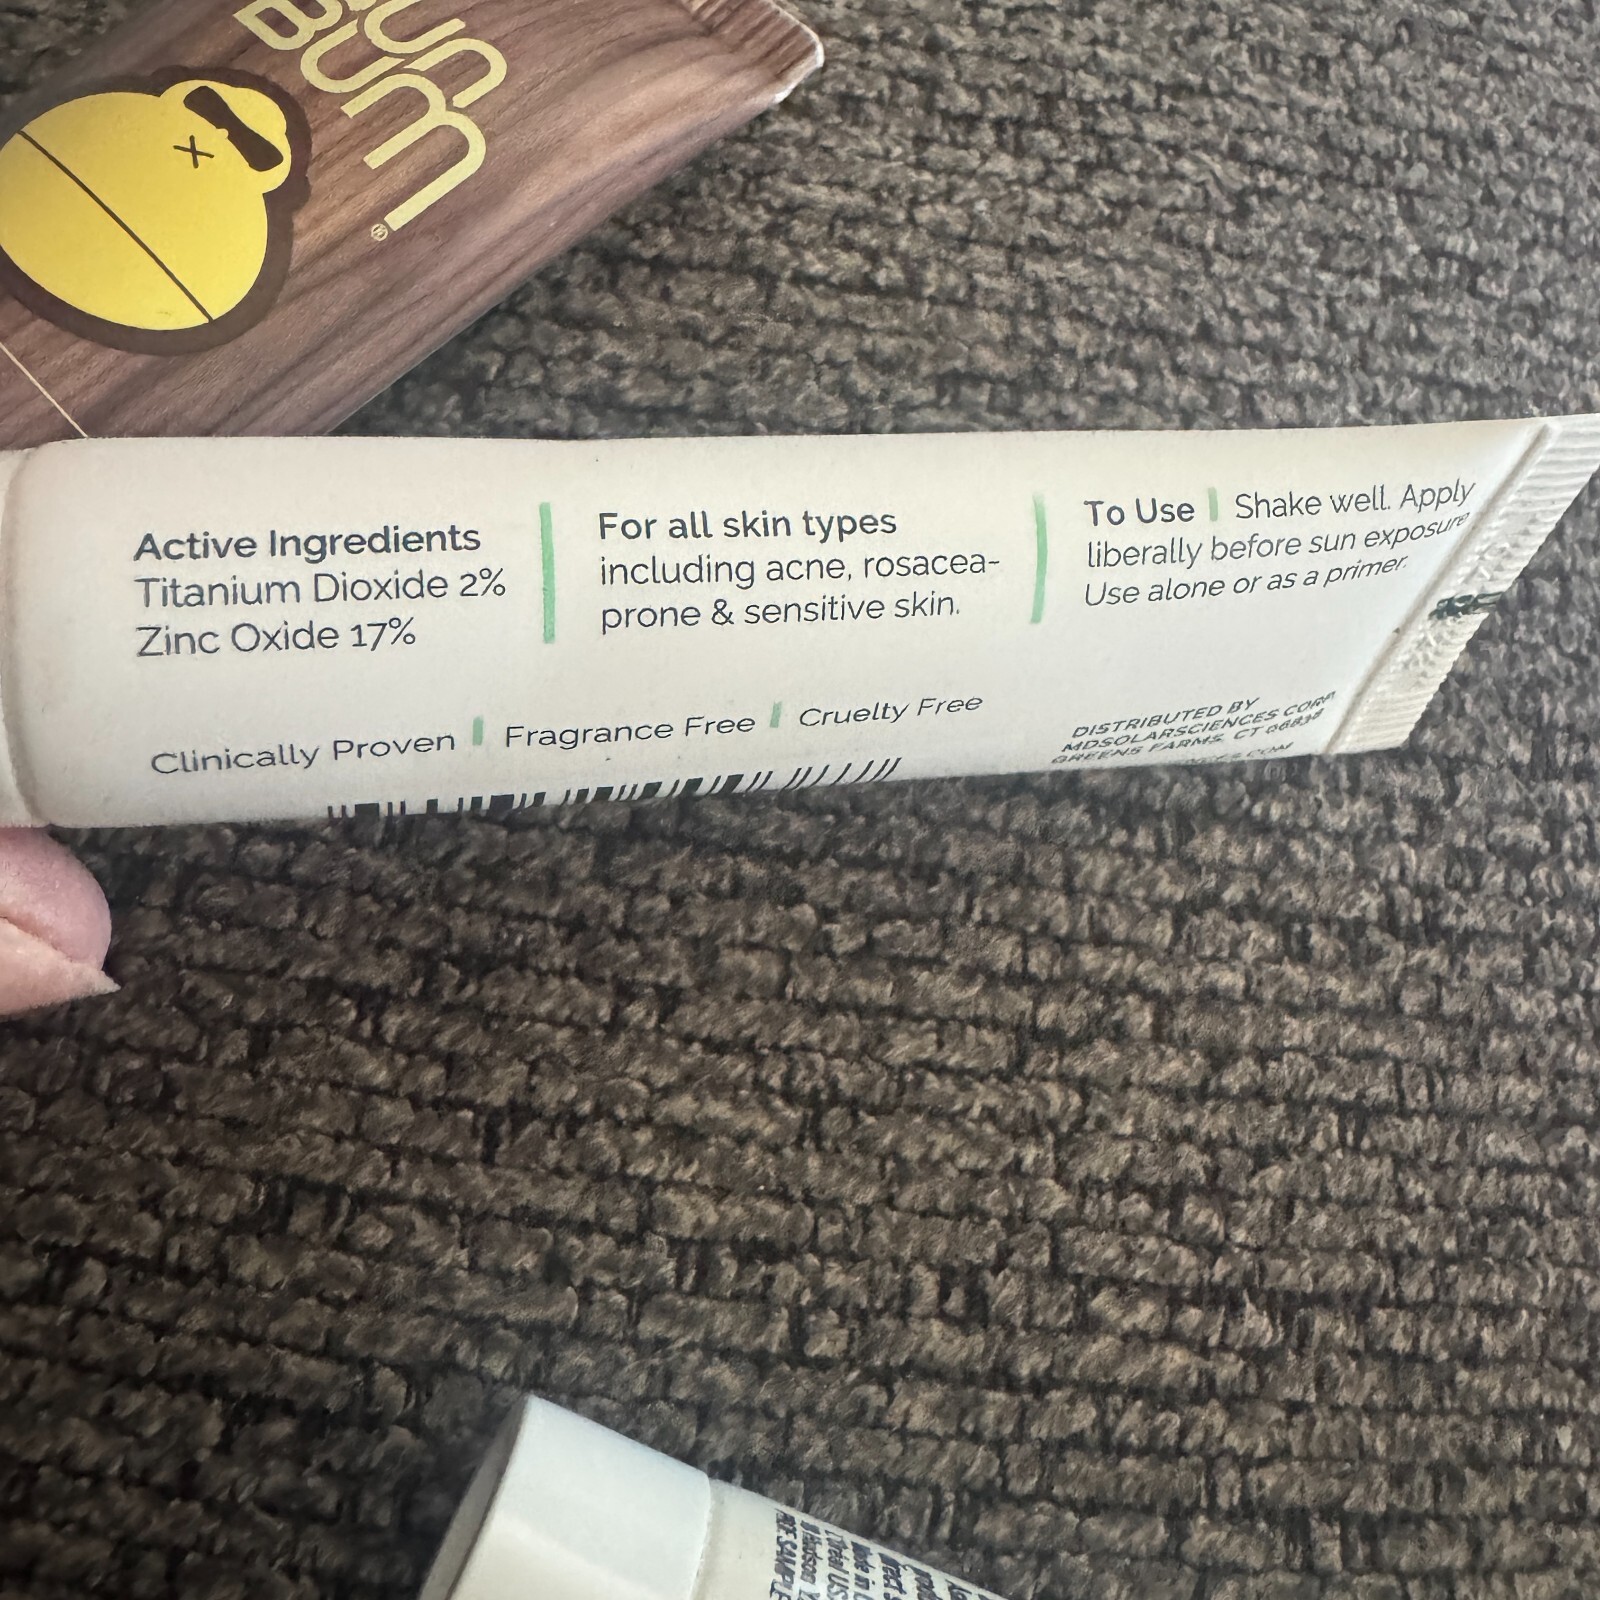 SUN
BUM
Active Ingredients
Titanium Dioxide 2%
Zinc Oxide 17%
For all skin types
including acne, rosacea-
prone & sensitive skin.
To Use | Shake well. Apply
liberally before sun exposure
Use alone or as a primer.
Clinically Proven | Fragrance Free | Cruelty Free
DISTRIBUTED BY
MDSOLARSCIENCES CORP.
GREENS FARMS, CT 06838
.COM